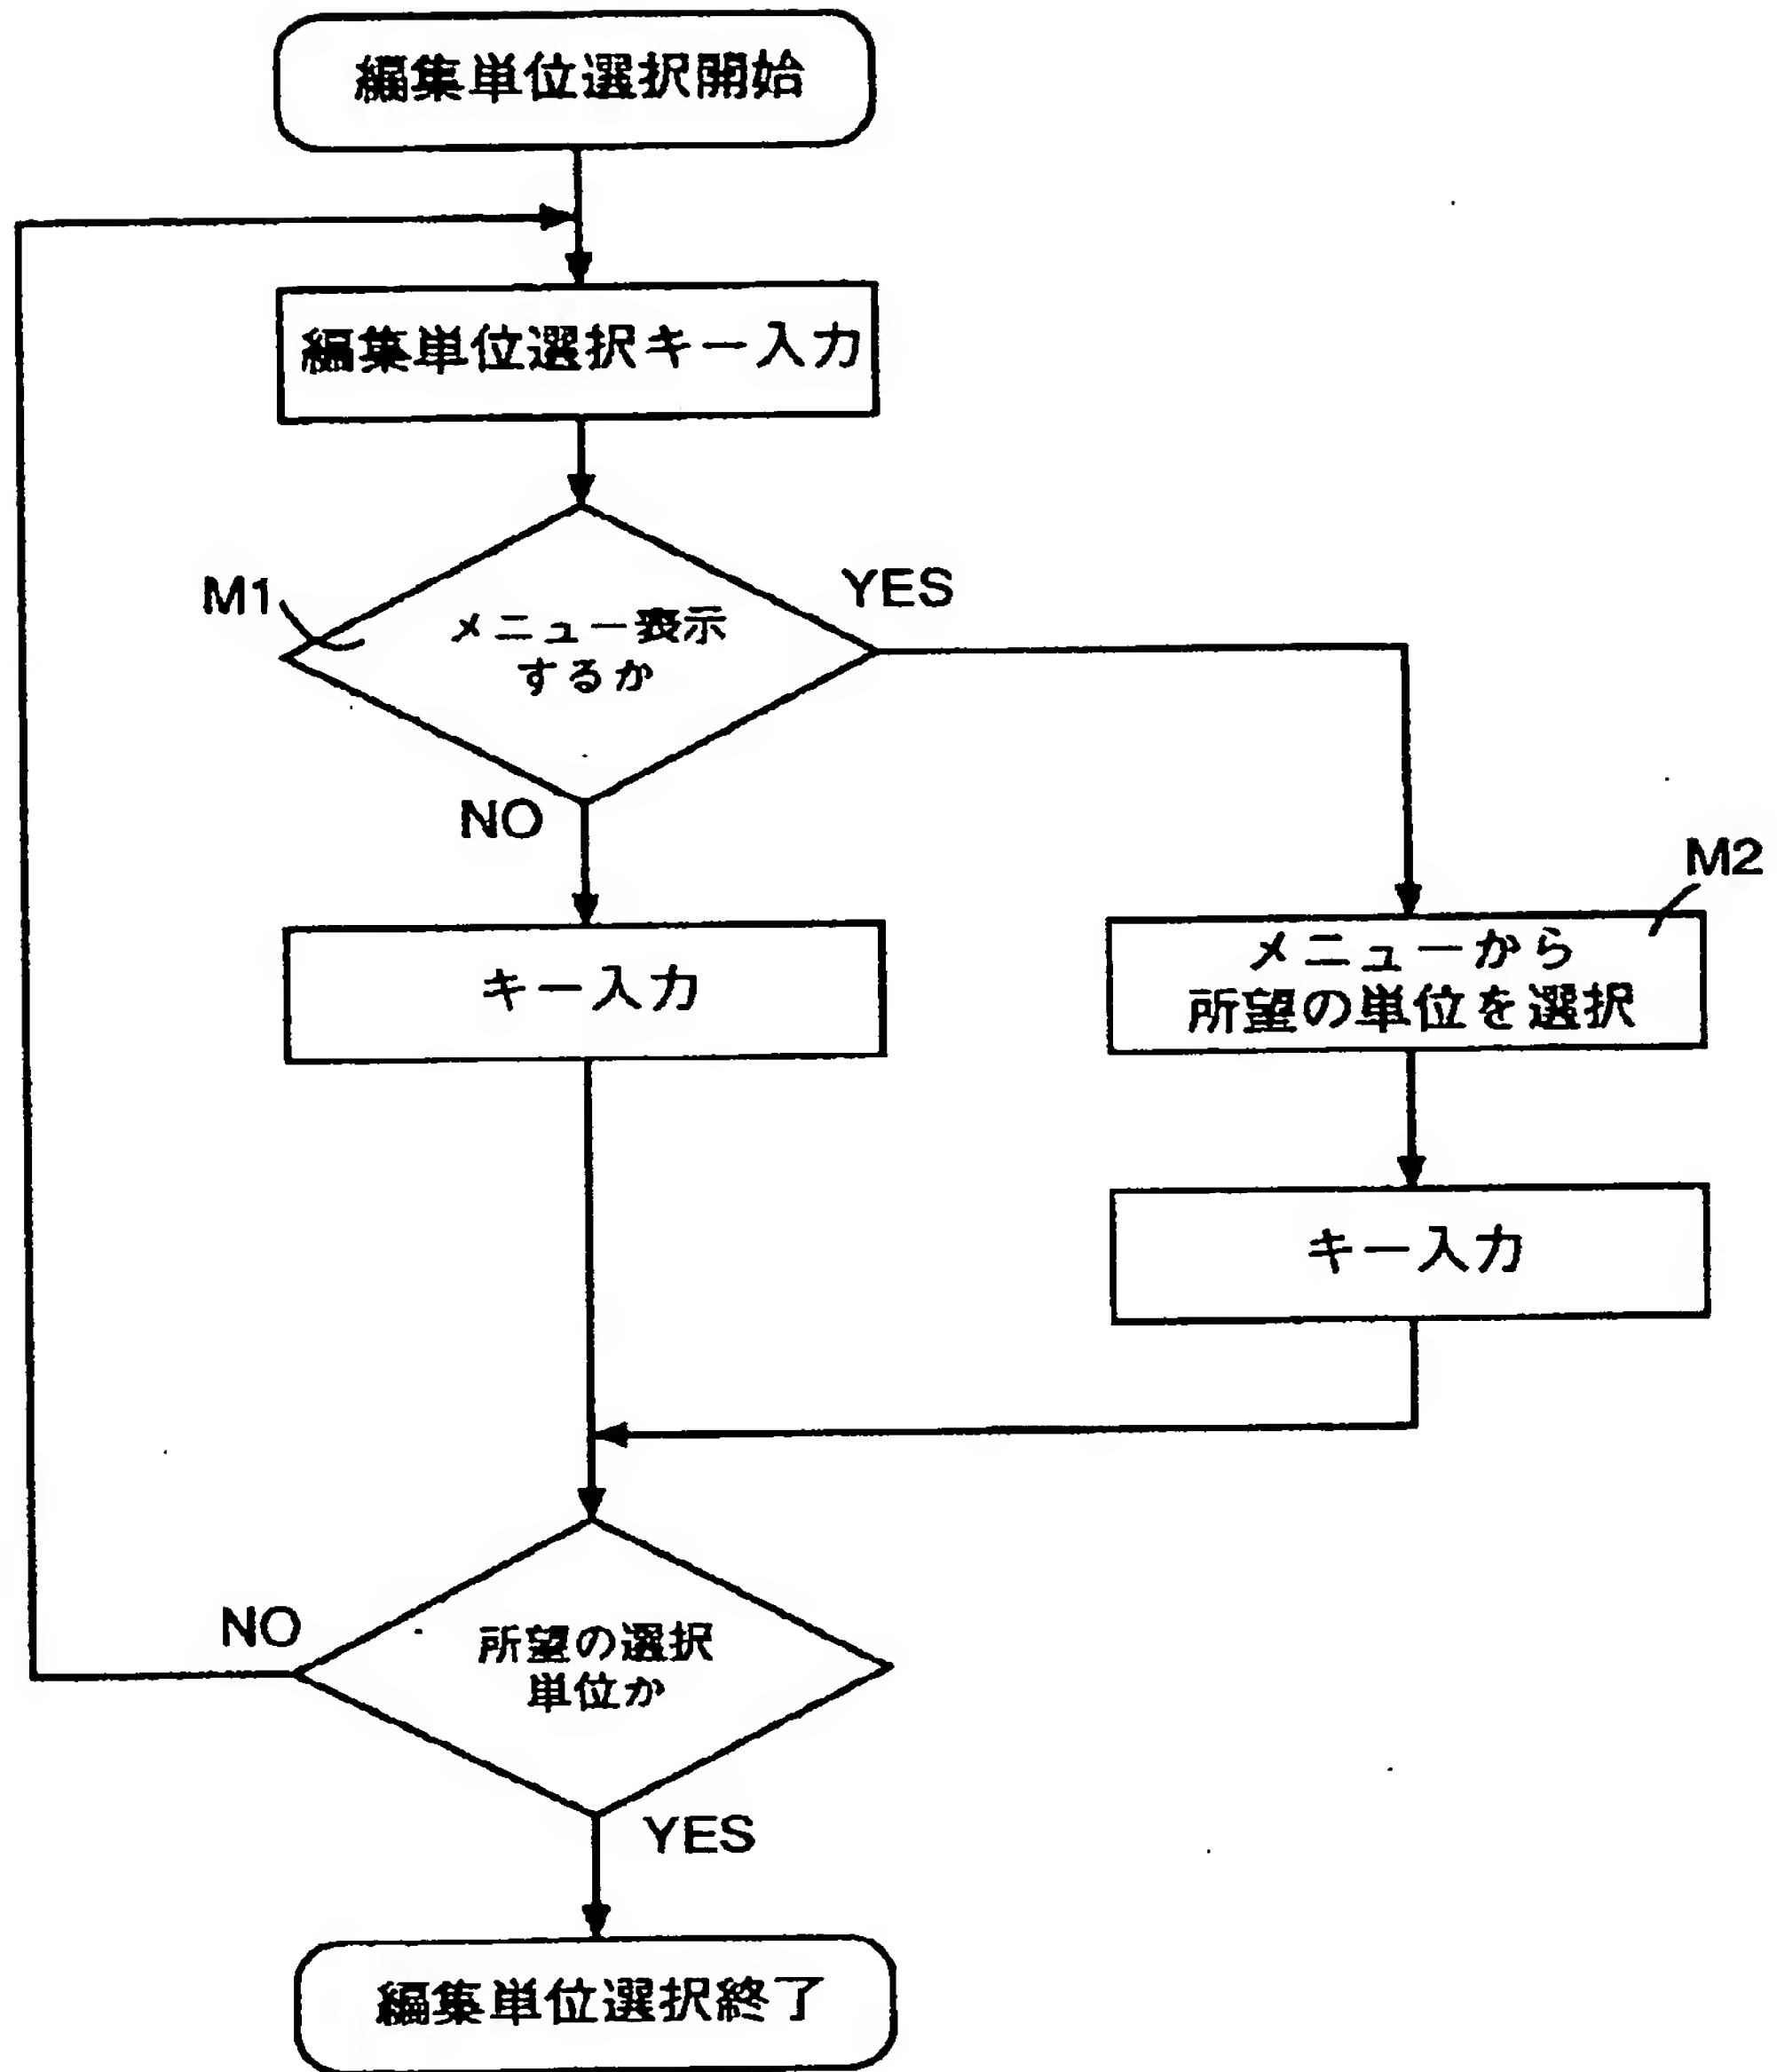 編集単位選択開始
編集単位選択キー入力
M1
メニュー表示
するか
YES
NO
キー入力
M2
メニューから
所望の単位を選択
キー入力
所望の選択
単位か
NO
YES
編集単位選択終了